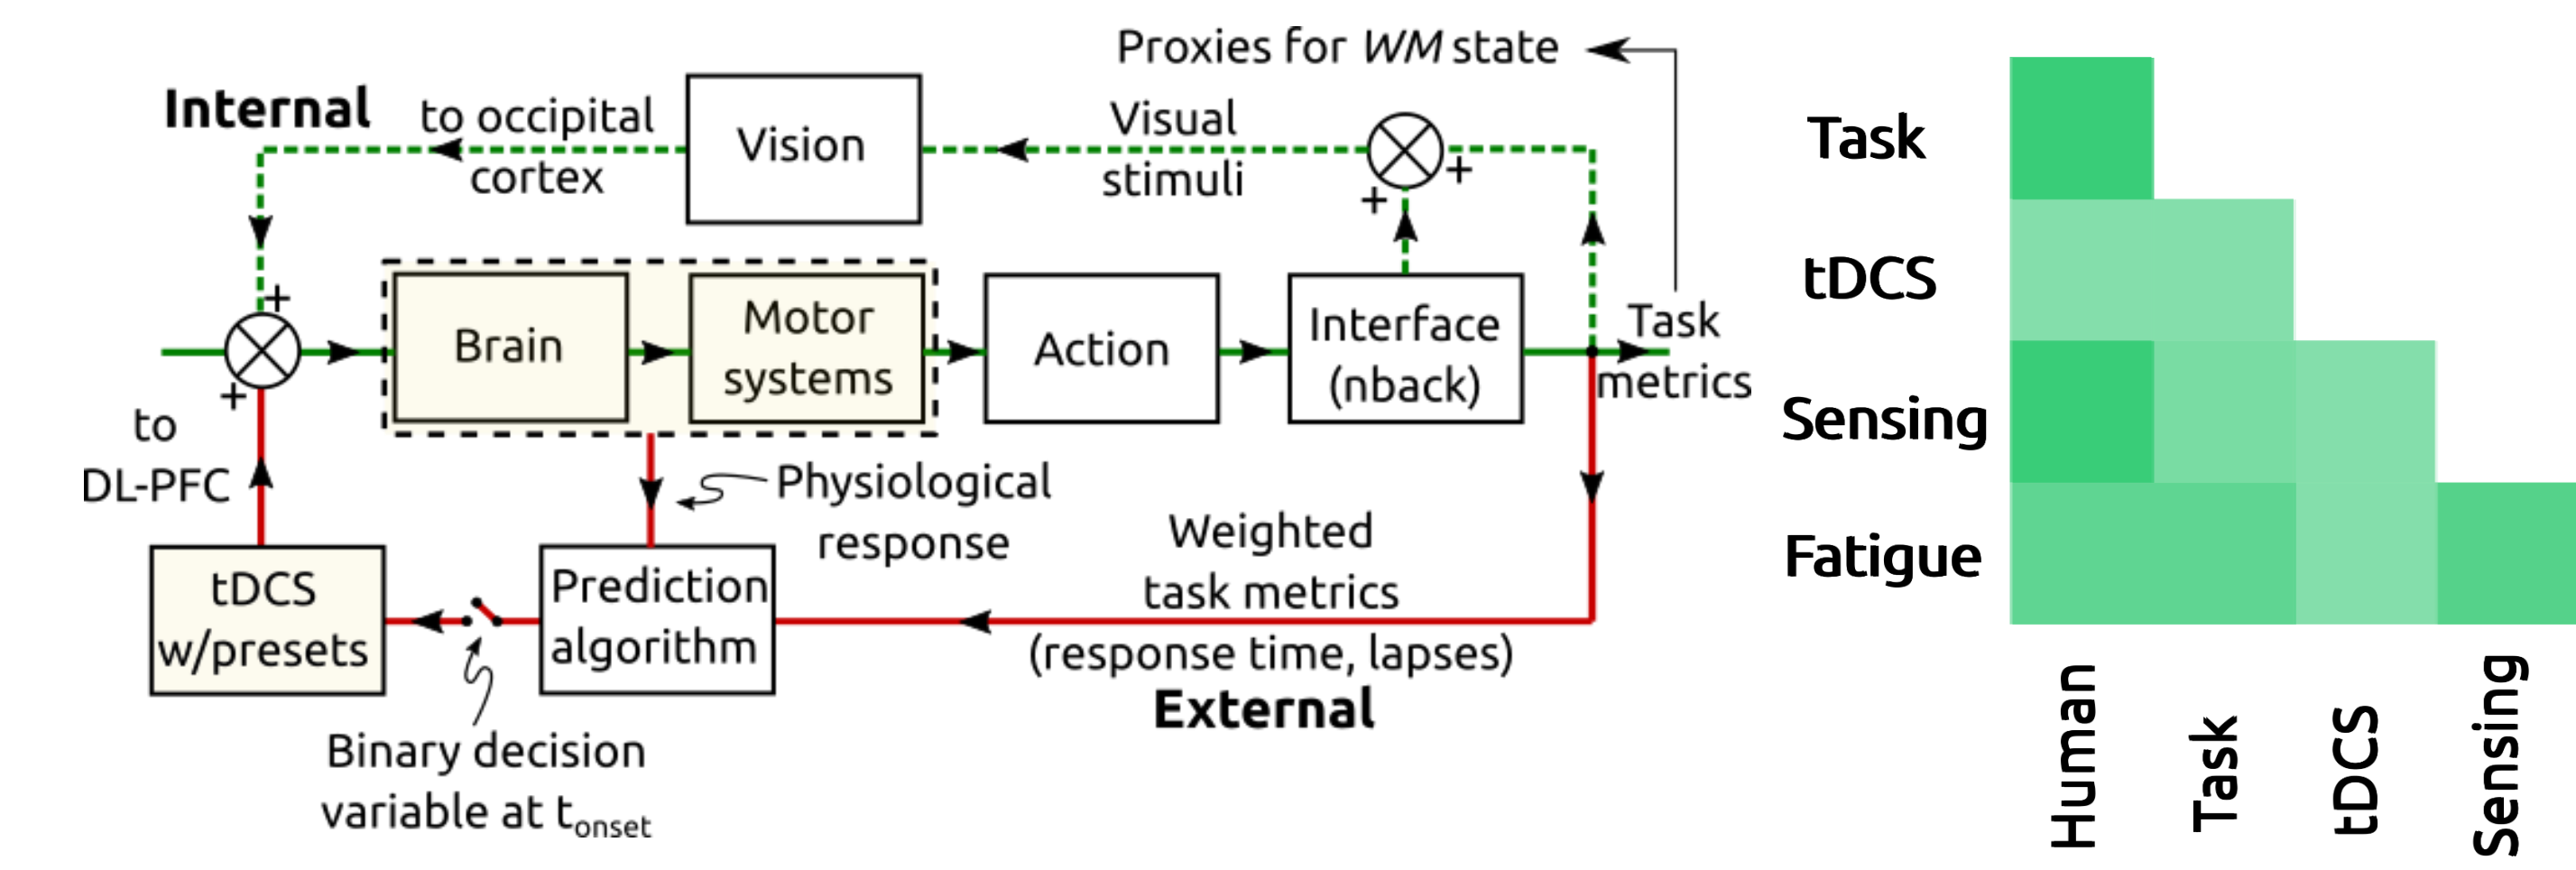 Proxies for WM state
Internal
to occipital
cortex
Vision
Visual
stimuli
+
+
+
+
Brain
Motor
systems
Action
Interface
(nback)
Task
metrics
to
DL-PFC
Physiological
response
Weighted
task metrics
(response time, lapses)
External
tDCS
w/presets
Prediction
algorithm
Binary decision
variable at tonset
Task
tDCS
Sensing
Fatigue
Human
Task
tDCS
Sensing